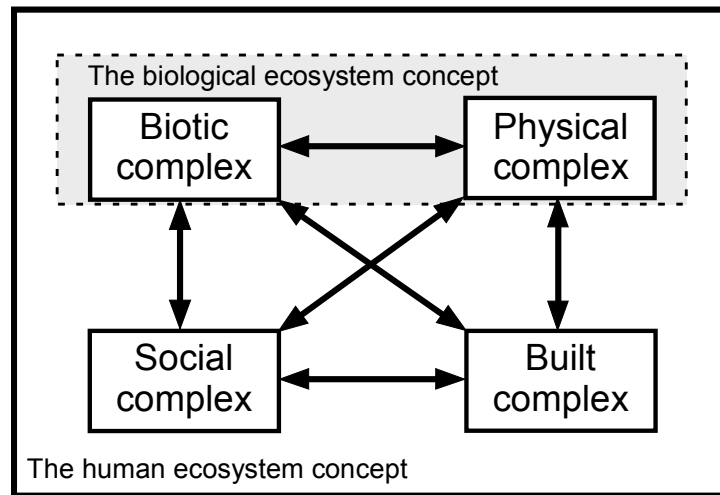 The biological ecosystem concept
Biotic
complex
Physical
complex
Social
complex
Built
complex
The human ecosystem concept